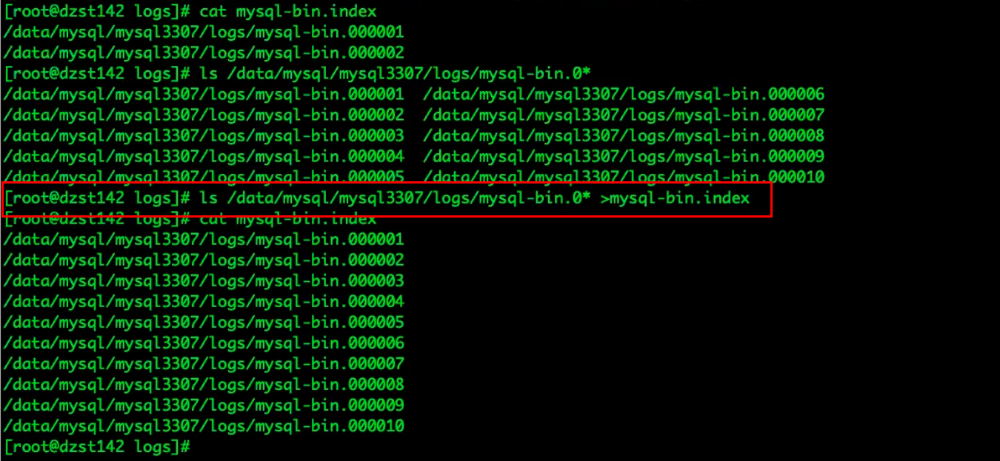 [root@dzst142 logs]# cat mysql-bin.index
/data/mysql/mysql3307/logs/mysql-bin.000001
/data/mysql/mysql3307/logs/mysql-bin.000002
[root@dzst142 logs]# ls /data/mysql/mysql3307/logs/mysql-bin.0*
/data/mysql/mysql3307/logs/mysql-bin.000001  /data/mysql/mysql3307/logs/mysql-bin.000006
/data/mysql/mysql3307/logs/mysql-bin.000002  /data/mysql/mysql3307/logs/mysql-bin.000007
/data/mysql/mysql3307/logs/mysql-bin.000003  /data/mysql/mysql3307/logs/mysql-bin.000008
/data/mysql/mysql3307/logs/mysql-bin.000004  /data/mysql/mysql3307/logs/mysql-bin.000009
/data/mysql/mysql3307/logs/mysql-bin.000005  /data/mysql/mysql3307/logs/mysql-bin.000010
[root@dzst142 logs]# ls /data/mysql/mysql3307/logs/mysql-bin.0* >mysql-bin.index
[root@dzst142 logs]# cat mysql-bin.index
/data/mysql/mysql3307/logs/mysql-bin.000001
/data/mysql/mysql3307/logs/mysql-bin.000002
/data/mysql/mysql3307/logs/mysql-bin.000003
/data/mysql/mysql3307/logs/mysql-bin.000004
/data/mysql/mysql3307/logs/mysql-bin.000005
/data/mysql/mysql3307/logs/mysql-bin.000006
/data/mysql/mysql3307/logs/mysql-bin.000007
/data/mysql/mysql3307/logs/mysql-bin.000008
/data/mysql/mysql3307/logs/mysql-bin.000009
/data/mysql/mysql3307/logs/mysql-bin.000010
[root@dzst142 logs]#